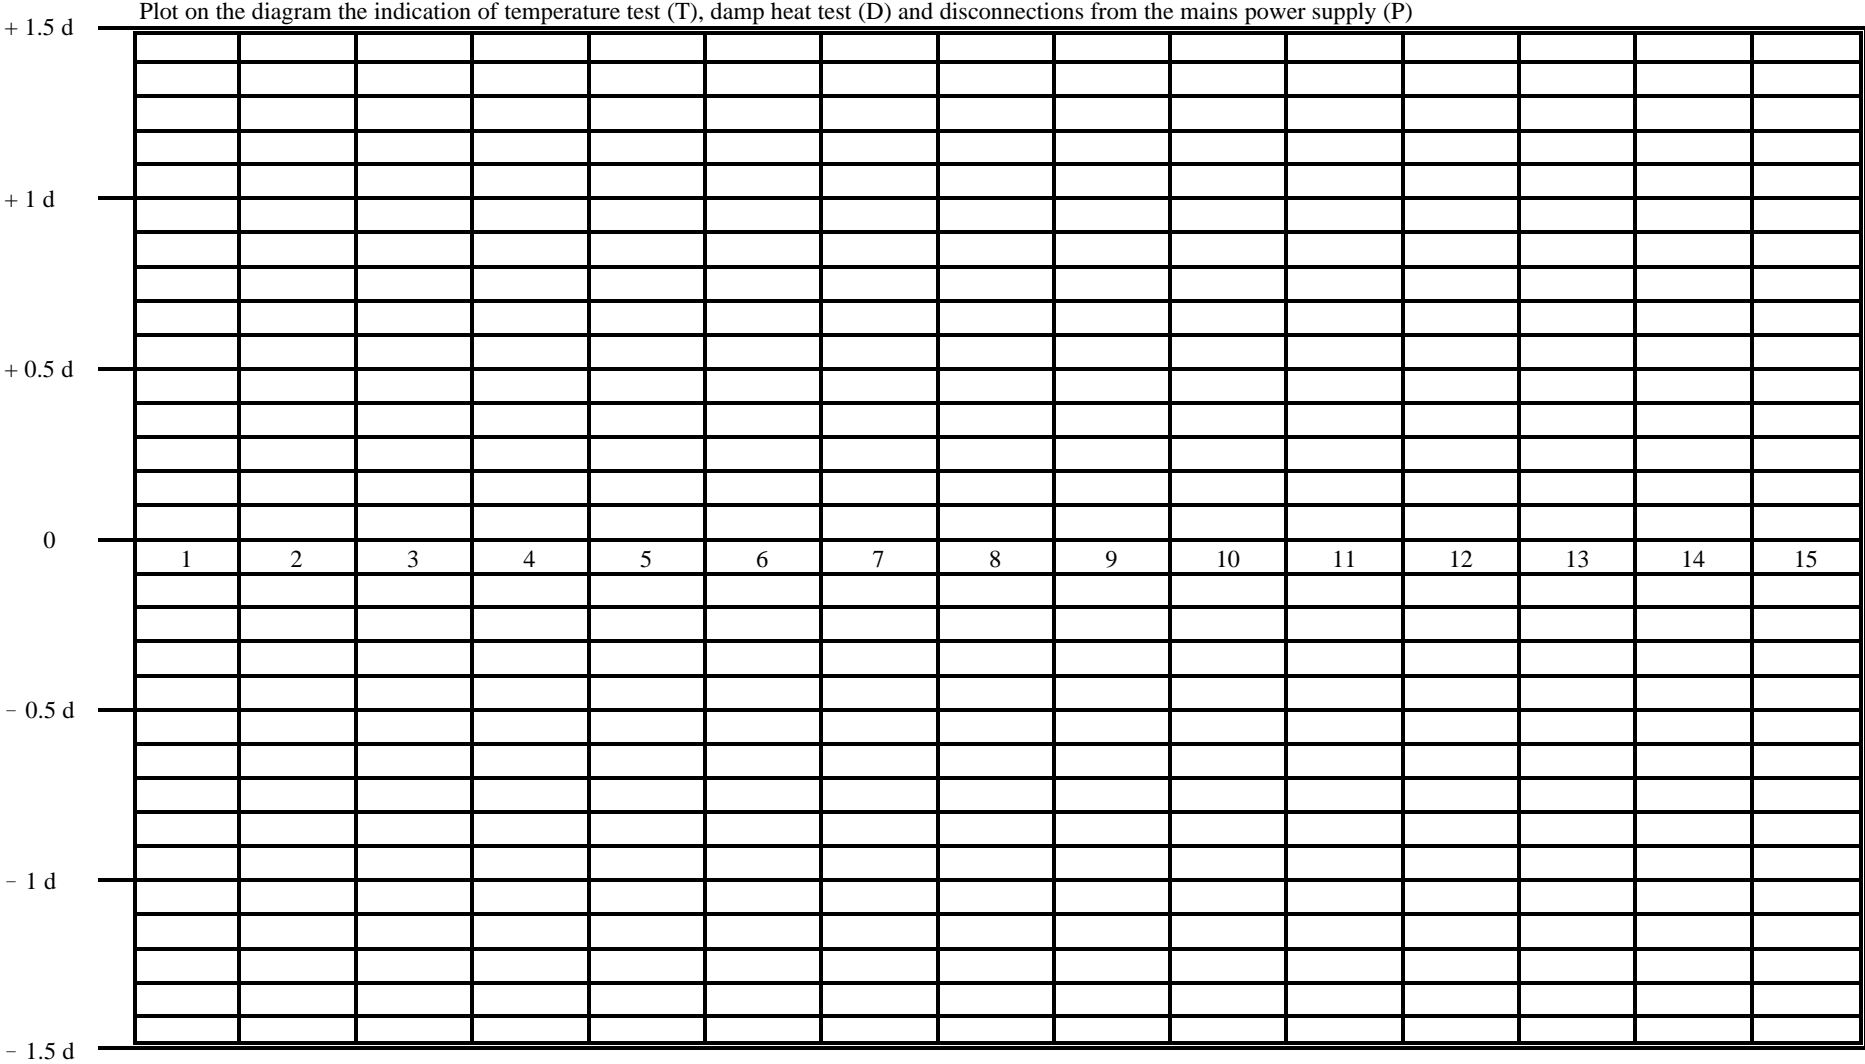 Plot on the diagram the indication of temperature test (T), damp heat test (D) and disconnections from the mains power supply (P)
+ 1.5 d
+ 1 d
+ 0.5 d
0
1 2 3 4 5 6 7 8 9 10 11 12 13 14 15
− 0.5 d
− 1 d
− 1.5 d